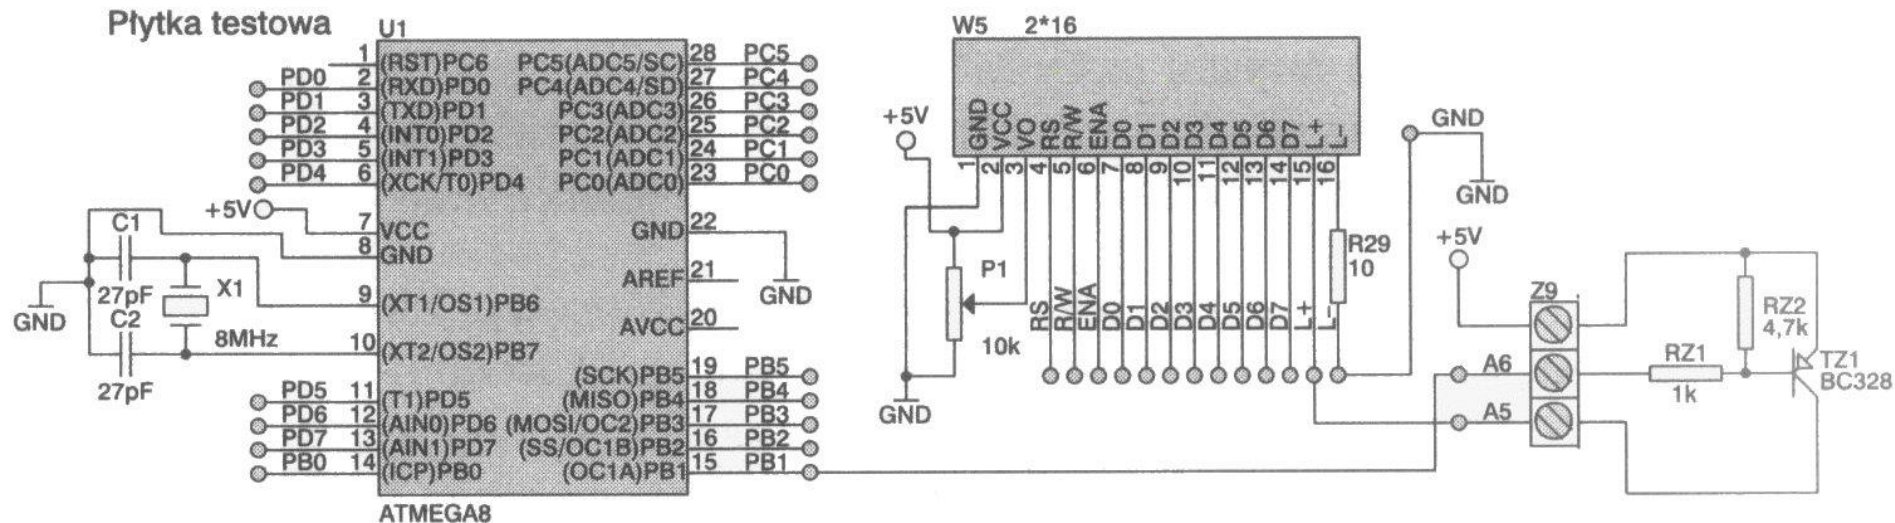 Płytka testowa
U1
1 (RST)PC6
PD0 2 (RXD)PD0
PD1 3 (TXD)PD1
PD2 4 (INT0)PD2
PD3 5 (INT1)PD3
PD4 6 (XCK/T0)PD4
+5V
7 VCC
8 GND
C1
27pF
C2
27pF
X1
8MHz
GND
9 (XT1/OS1)PB6
10 (XT2/OS2)PB7
PD5 11 (T1)PD5
PD6 12 (AIN0)PD6
PD7 13 (AIN1)PD7
PB0 14 (ICP)PB0
PC5(ADC5/SC) 28 PC5
PC4(ADC4/SD) 27 PC4
PC3(ADC3) 26 PC3
PC2(ADC2) 25 PC2
PC1(ADC1) 24 PC1
PC0(ADC0) 23 PC0
GND 22
GND
AREF 21
AVCC 20
(SCK)PB5 19 PB5
(MISO)PB4 18 PB4
(MOSI/OC2)PB3 17 PB3
(SS/OC1B)PB2 16 PB2
(OC1A)PB1 15 PB1
ATMEGA8
W5 2*16
GND VCC VO RS R/W ENA D0 D1 D2 D3 D4 D5 D6 D7 L+ L-
1 2 3 4 5 6 7 8 9 10 11 12 13 14 15 16
+5V
P1
10k
GND
RS R/W ENA D0 D1 D2 D3 D4 D5 D6 D7 L+ L-
R29
10
GND
GND
+5V
Z9
A6
A5
RZ1
1k
RZ2
4,7k
TZ1
BC328